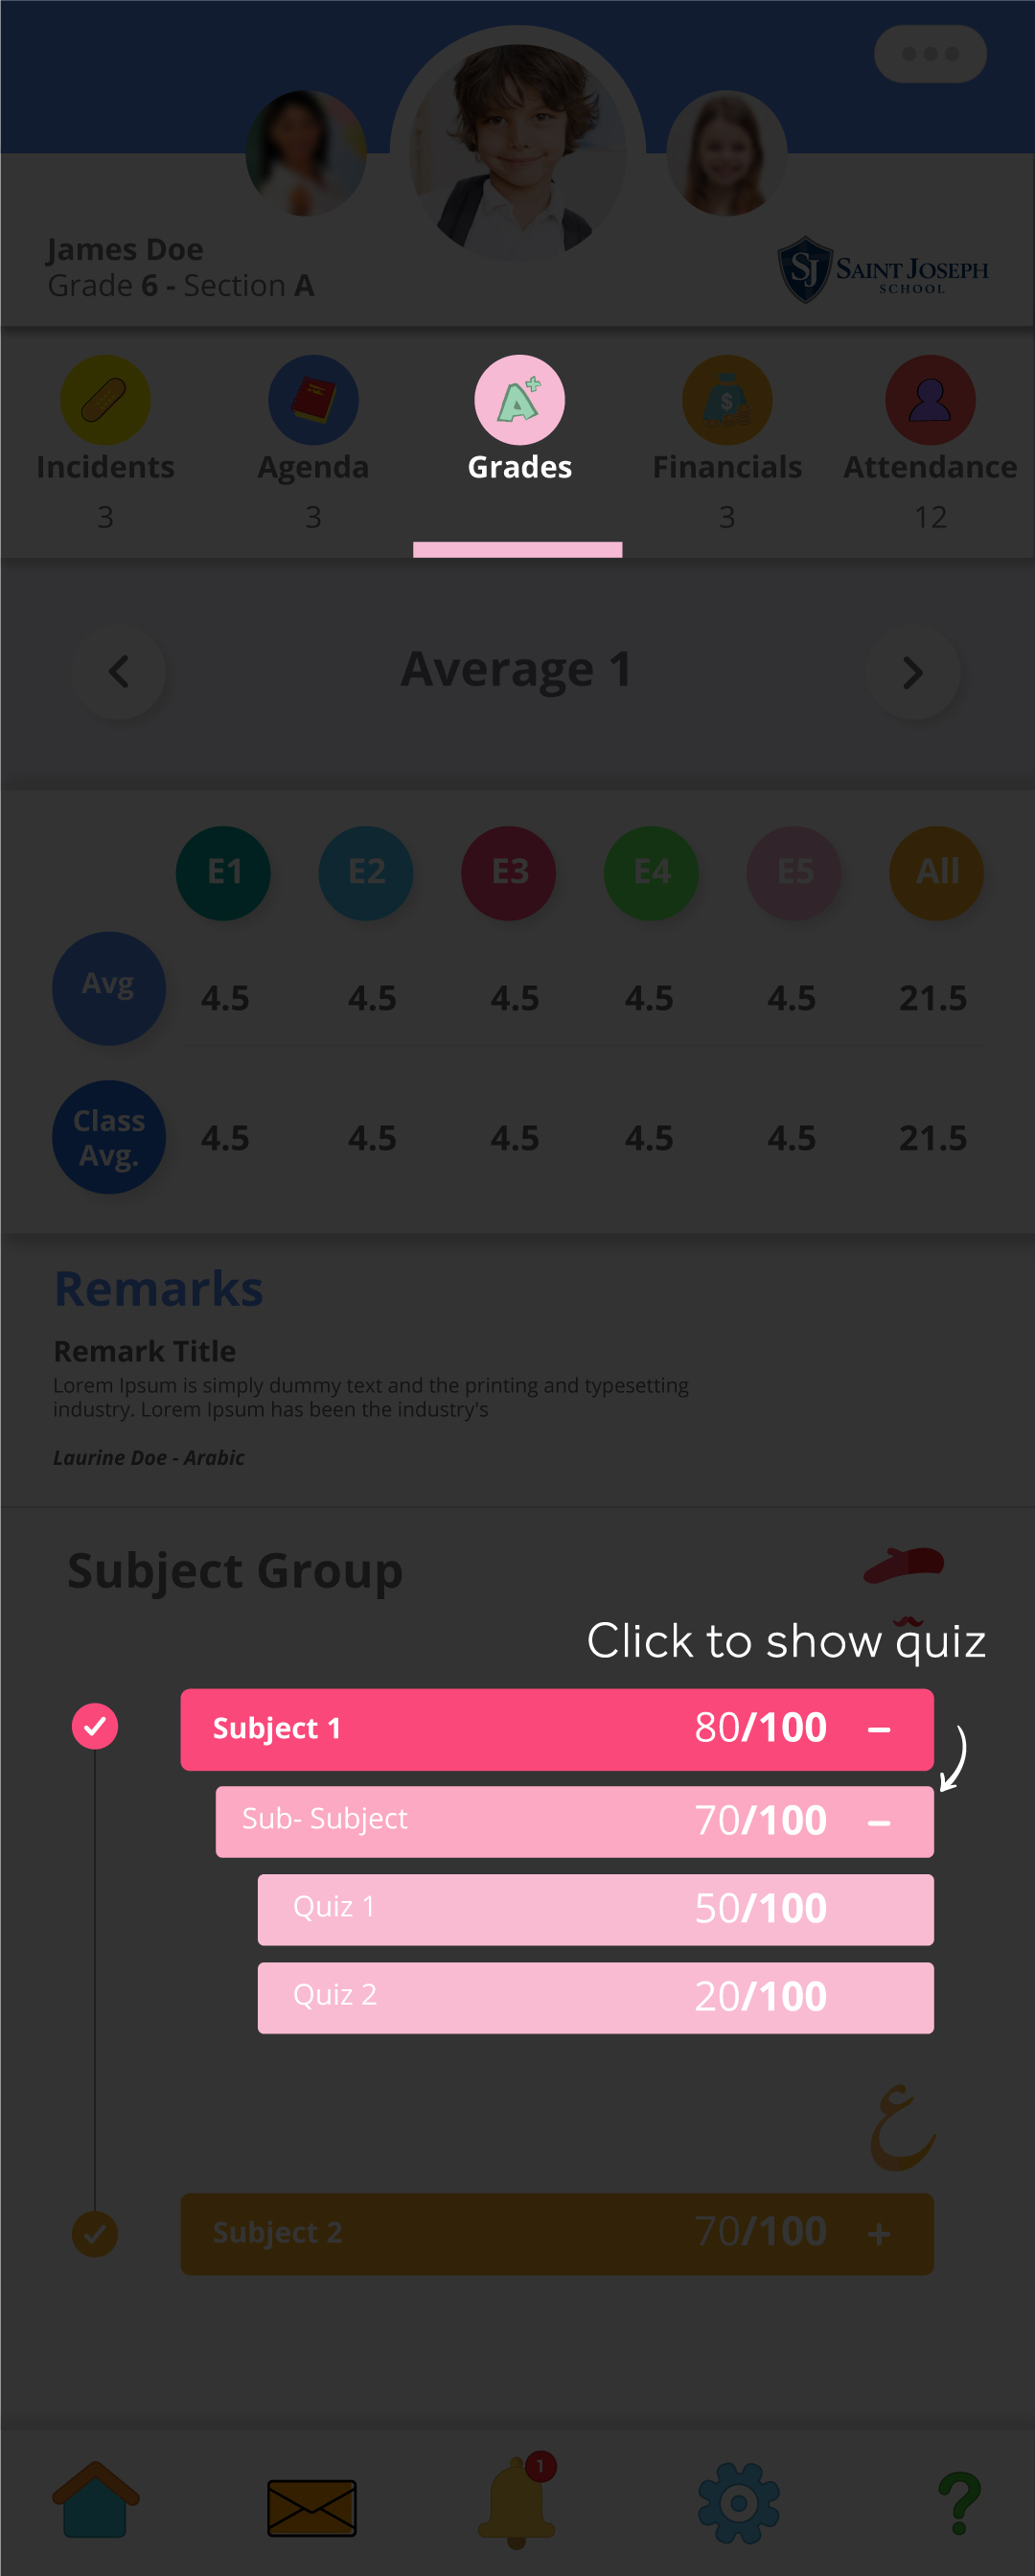 James Doe
Grade 6 - Section A
SJ
SAINT JOSEPH
SCHOOL
A+
$
Incidents
Agenda
Grades
Financials
Attendance
3
3
3
12
Average 1
E1 E2 E3 E4 E5 All
Avg
4.5 4.5 4.5 4.5 4.5 21.5
Class
Avg.
4.5 4.5 4.5 4.5 4.5 21.5
Remarks
Remark Title
Lorem Ipsum is simply dummy text and the printing and typesetting
industry. Lorem Ipsum has been the industry's
Laurine Doe - Arabic
Subject Group
Click to show quiz
Subject 1 80/100 −
Sub- Subject 70/100 −
Quiz 1 50/100
Quiz 2 20/100
ع
Subject 2 70/100 +
1
?